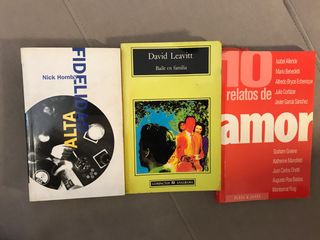 Nick Hornby
ALTA
FIDELIDAD
David Leavitt
Baile en familia
COMPACTOS ANAGRAMA
10
relatos de
amor
Isabel Allende
Mario Benedetti
Alfredo Bryce Echenique
Julio Cortázar
Javier García Sánchez
Graham Greene
Katherine Mansfield
Juan Carlos Onetti
Augusto Roa Bastos
Montserrat Roig
PLAZA & JANES